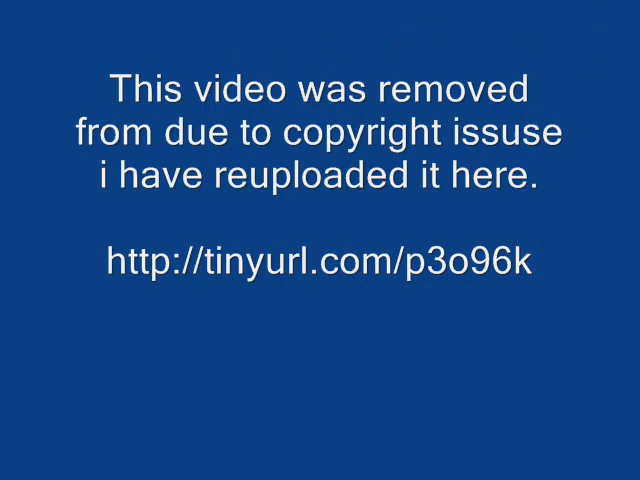 This video was removed
from due to copyright issuse
i have reuploaded it here.
http://tinyurl.com/p3o96k